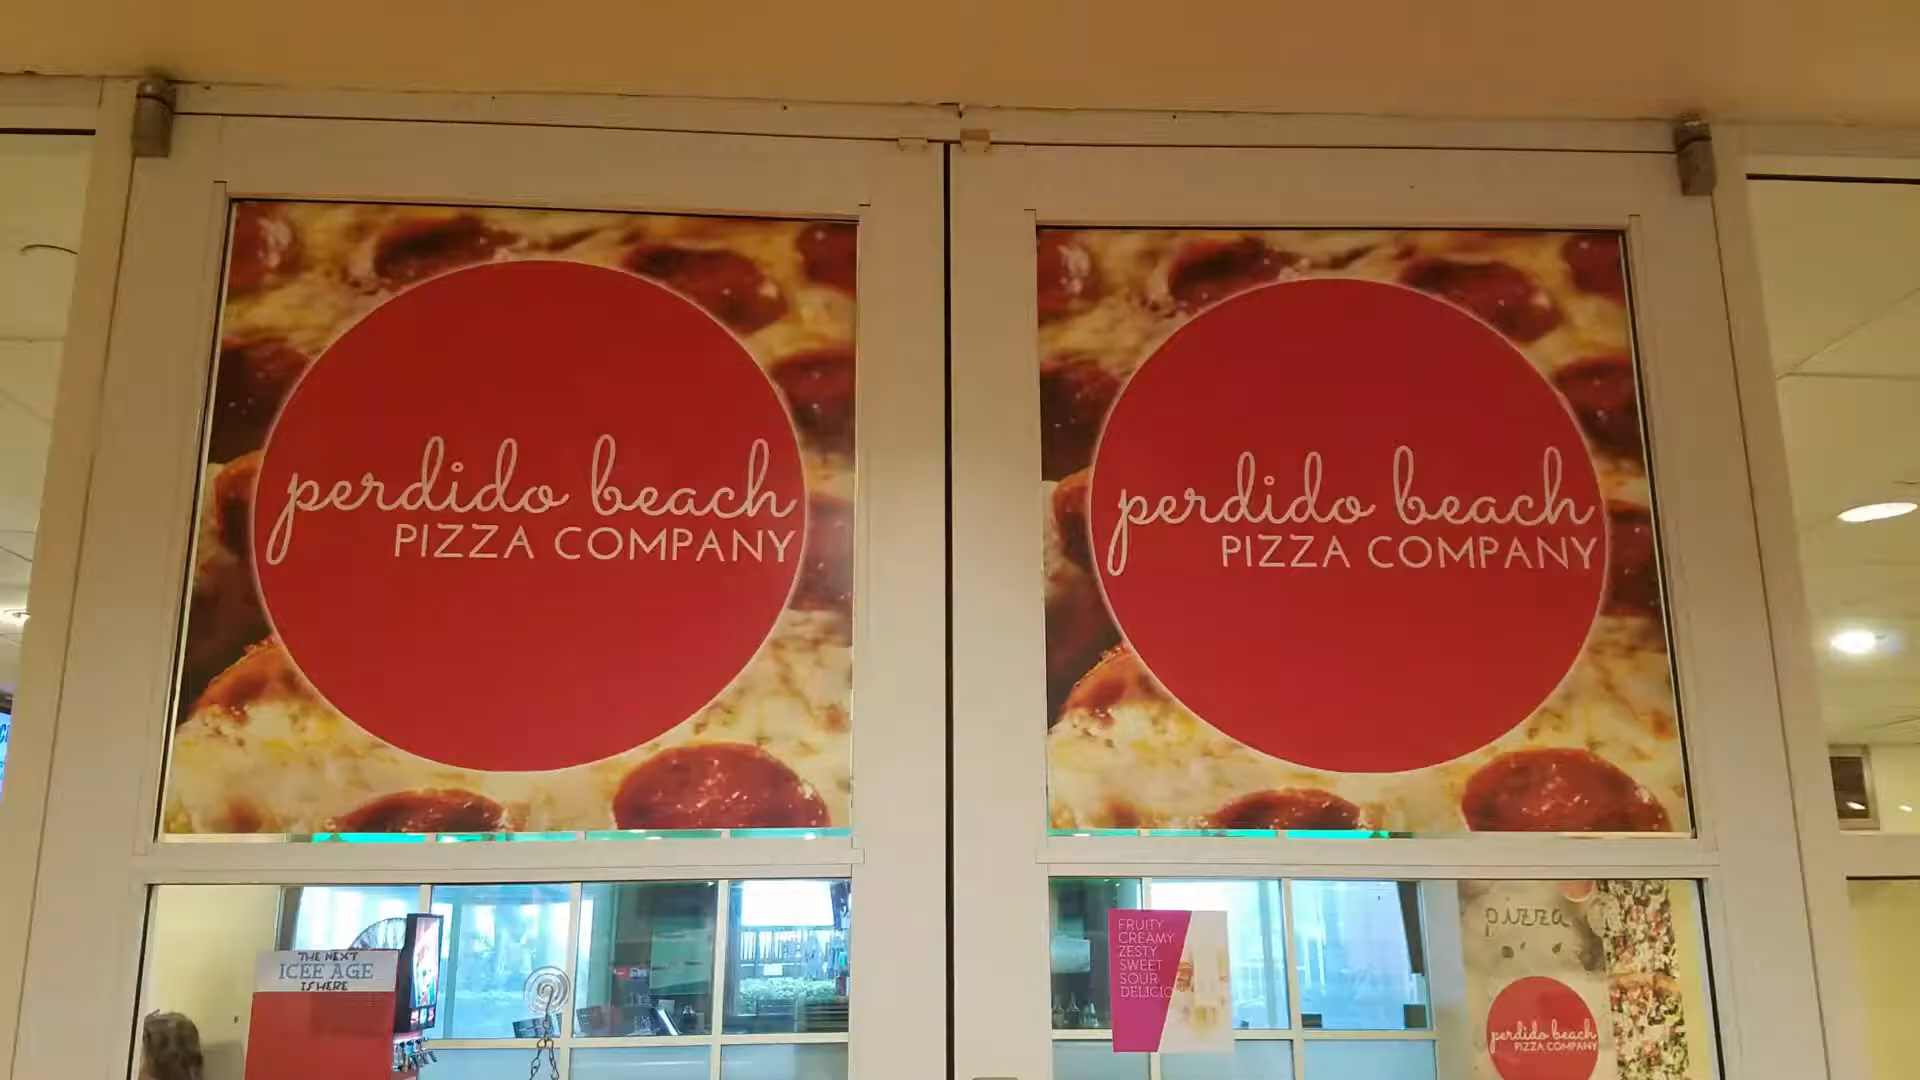 perdido beach
PIZZA COMPANY
perdido beach
PIZZA COMPANY
THE NEXT
ICEE AGE
IS HERE
FRUITY
CREAMY
ZESTY
SWEET
SOUR
pizza
perdido beach
PIZZA COMPANY